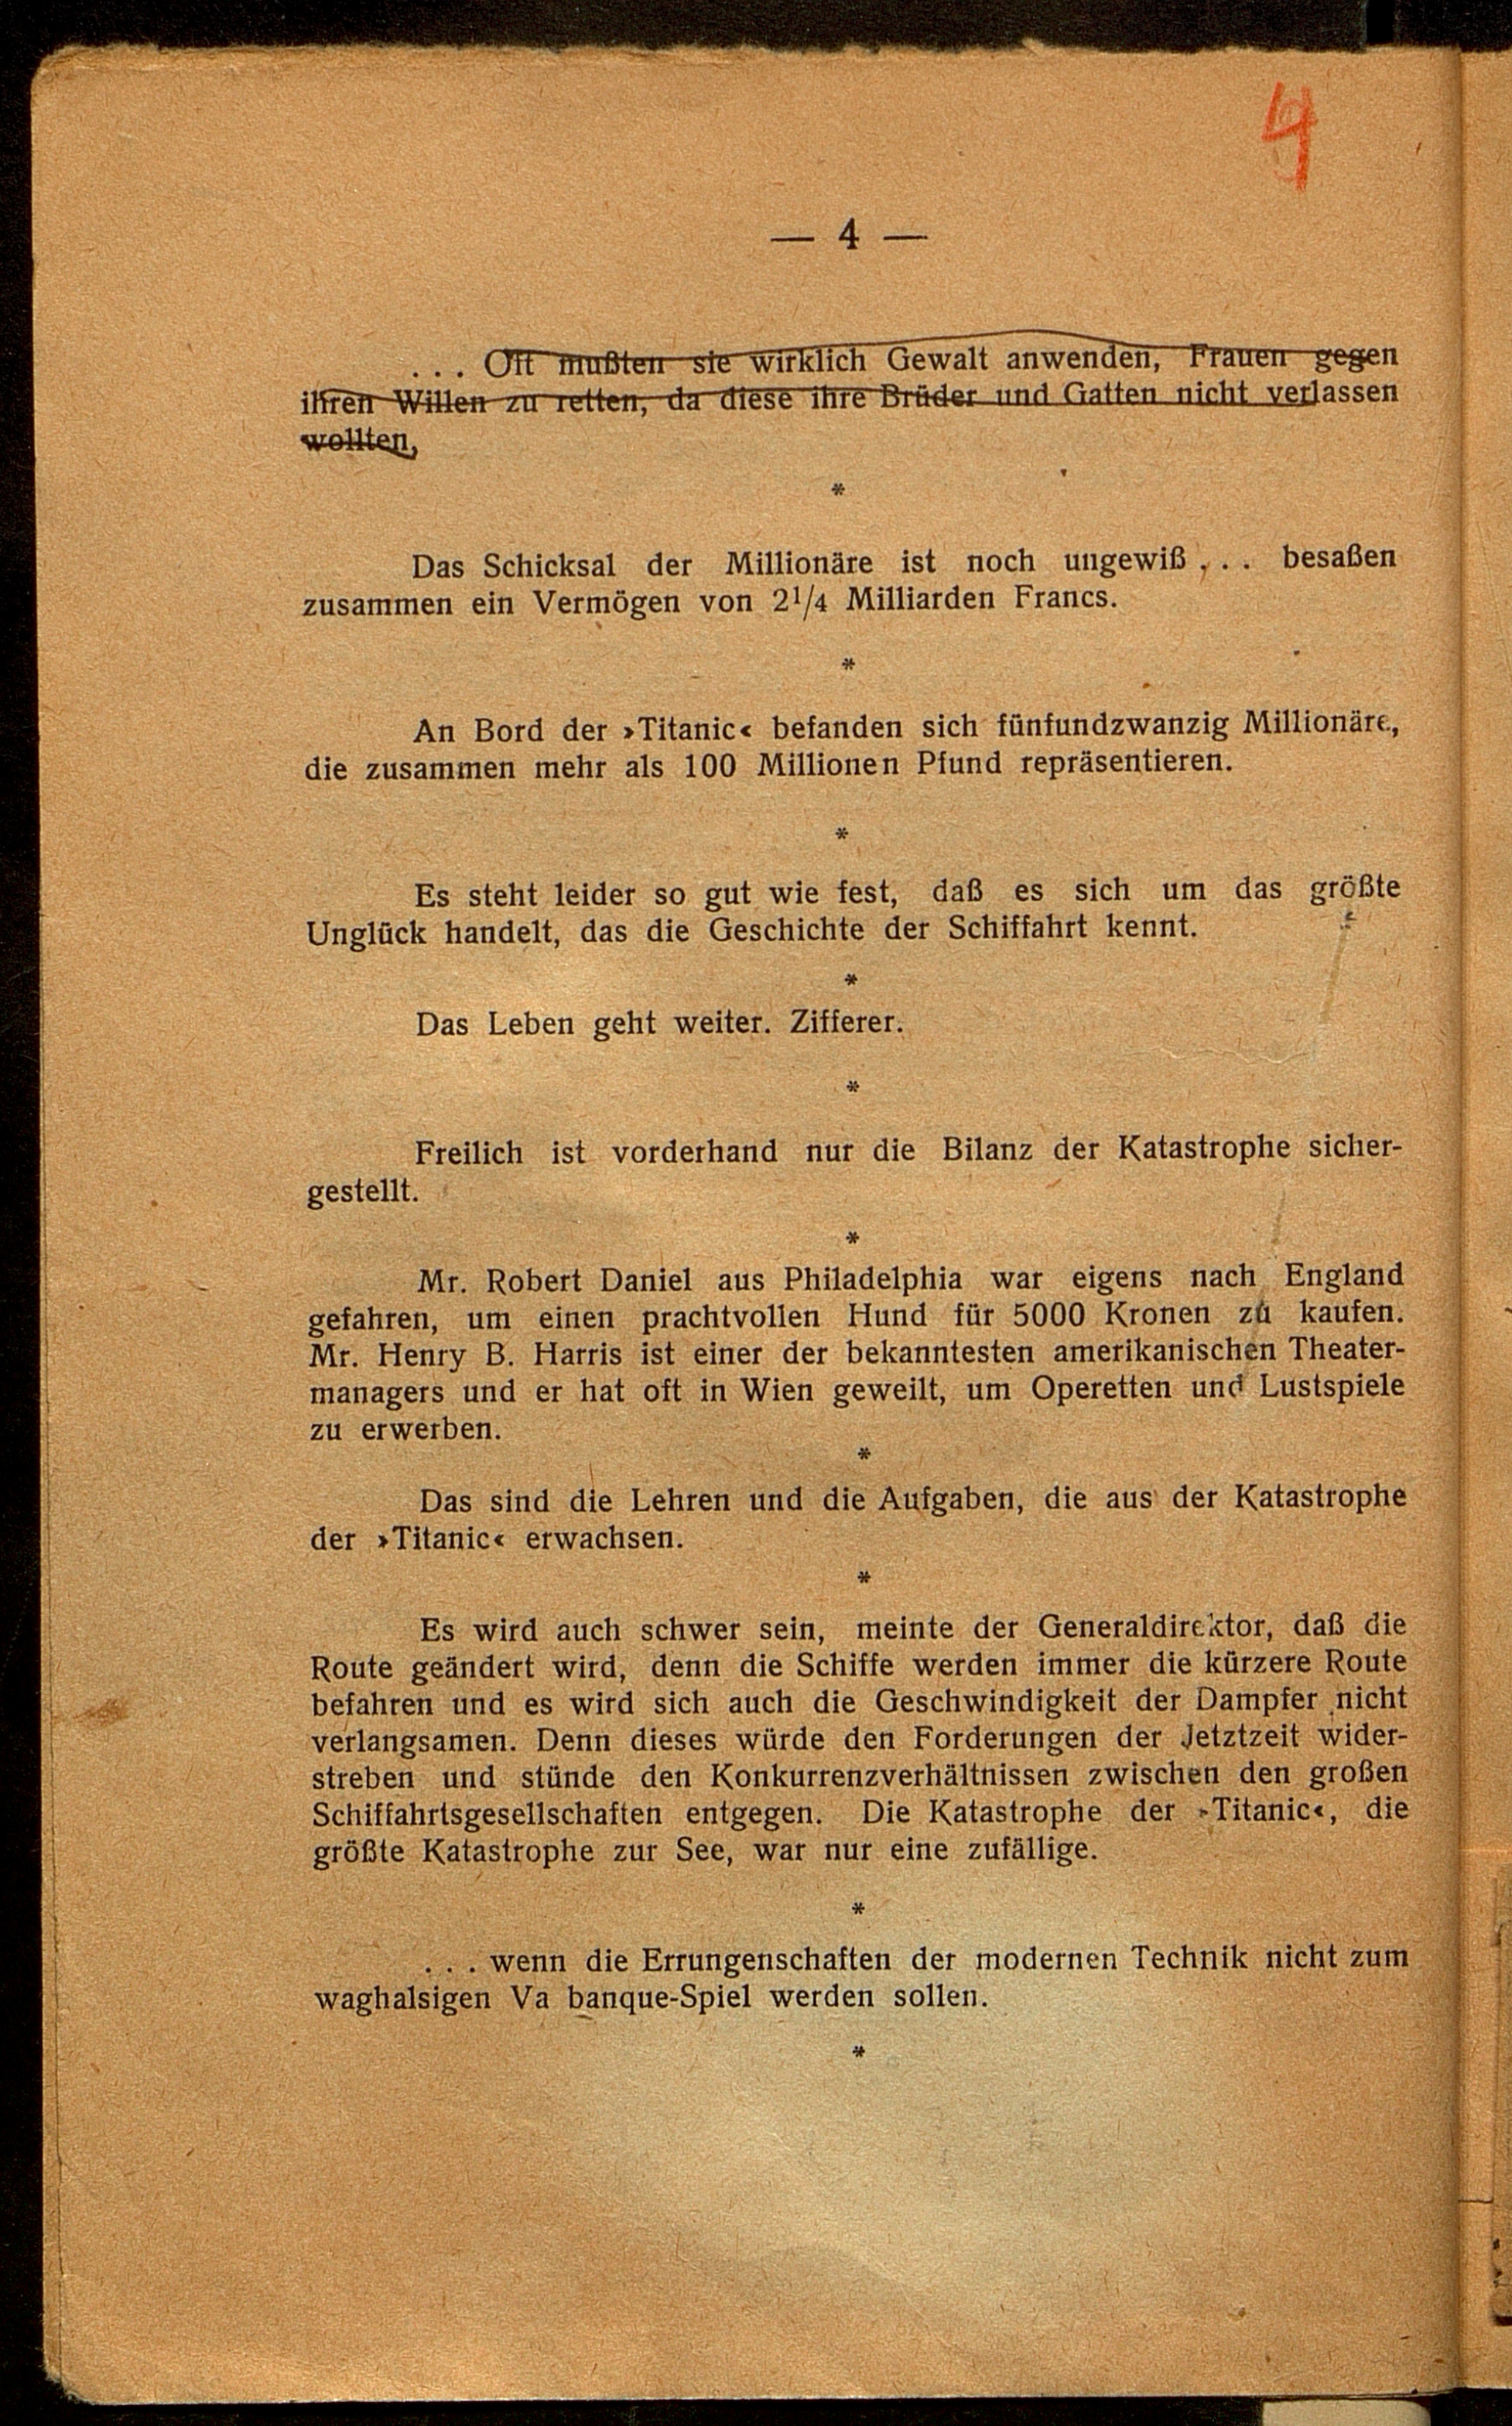 4
— 4 —
. . . Oft mußten sie wirklich Gewalt anwenden, Frauen gegen
ihren Willen zu retten, da diese ihre Brüder und Gatten nicht verlassen
wollten,
*
Das Schicksal der Millionäre ist noch ungewiß . . . besaßen
zusammen ein Vermögen von 2¹/4 Milliarden Francs.
*
An Bord der ›Titanic‹ befanden sich fünfundzwanzig Millionäre,
die zusammen mehr als 100 Millionen Pfund repräsentieren.
*
Es steht leider so gut wie fest, daß es sich um das größte
Unglück handelt, das die Geschichte der Schiffahrt kennt.
*
Das Leben geht weiter. Zifferer.
*
Freilich ist vorderhand nur die Bilanz der Katastrophe sicher-
gestellt.
*
Mr. Robert Daniel aus Philadelphia war eigens nach England
gefahren, um einen prachtvollen Hund für 5000 Kronen zu kaufen.
Mr. Henry B. Harris ist einer der bekanntesten amerikanischen Theater-
managers und er hat oft in Wien geweilt, um Operetten und Lustspiele
zu erwerben.
*
Das sind die Lehren und die Aufgaben, die aus der Katastrophe
der ›Titanic‹ erwachsen.
*
Es wird auch schwer sein, meinte der Generaldirektor, daß die
Route geändert wird, denn die Schiffe werden immer die kürzere Route
befahren und es wird sich auch die Geschwindigkeit der Dampfer nicht
verlangsamen. Denn dieses würde den Forderungen der Jetztzeit wider-
streben und stünde den Konkurrenzverhältnissen zwischen den großen
Schiffahrtsgesellschaften entgegen. Die Katastrophe der ›Titanic‹, die
größte Katastrophe zur See, war nur eine zufällige.
*
. . . wenn die Errungenschaften der modernen Technik nicht zum
waghalsigen Va banque-Spiel werden sollen.
*